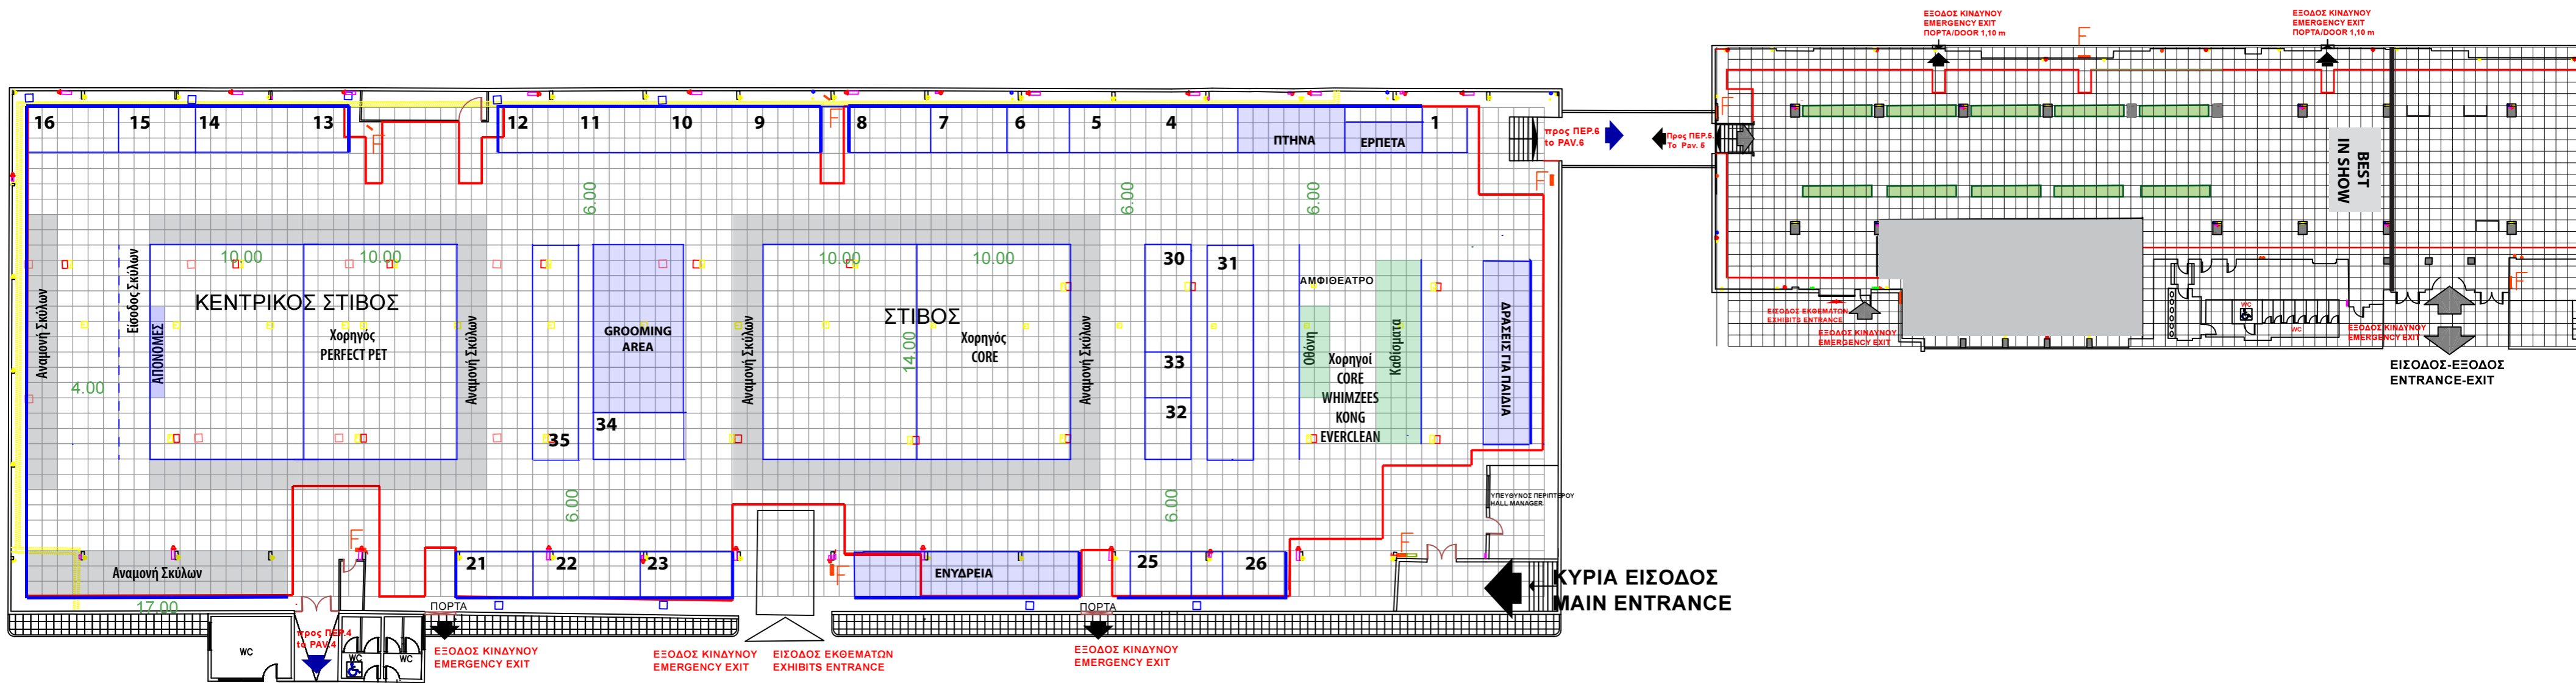 ΕΞΟΔΟΣ ΚΙΝΔΥΝΟΥ
EMERGENCY EXIT
ΠΟΡΤΑ/DOOR 1,10 m
ΕΞΟΔΟΣ ΚΙΝΔΥΝΟΥ
EMERGENCY EXIT
ΠΟΡΤΑ/DOOR 1,10 m
F
16
15
14
13
12
11
10
9
8
7
6
5
4
ΠΤΗΝΑ
ΕΡΠΕΤΑ
1
F
F
F
προς ΠΕΡ.6
to PAV.6
προς ΠΕΡ.5
To Pav. 5
F
BEST
IN SHOW
6.00
6.00
6.00
Αναμονή Σκύλων
Είσοδος Σκύλων
4.00
10.00
10.00
ΚΕΝΤΡΙΚΟΣ ΣΤΙΒΟΣ
ΑΠΟΝΟΜΕΣ
Χορηγός
PERFECT PET
Αναμονή Σκύλων
35
GROOMING
AREA
34
Αναμονή Σκύλων
10.00
10.00
ΣΤΙΒΟΣ
14.00
Χορηγός
CORE
Αναμονή Σκύλων
30
33
32
31
ΑΜΦΙΘΕΑΤΡΟ
Οθόνη
Χορηγοί
CORE
WHIMZEES
KONG
EVERCLEAN
Καθίσματα
ΔΡΑΣΕΙΣ ΓΙΑ ΠΑΙΔΙΑ
ΕΙΣΟΔΟΣ ΕΚΘΕΜΑΤΩΝ
EXHIBITS ENTRANCE
ΕΞΟΔΟΣ ΚΙΝΔΥΝΟΥ
EMERGENCY EXIT
WC
WC
ΕΞΟΔΟΣ ΚΙΝΔΥΝΟΥ
EMERGENCY EXIT
F
ΕΙΣΟΔΟΣ-ΕΞΟΔΟΣ
ENTRANCE-EXIT
6.00
6.00
ΥΠΕΥΘΥΝΟΣ ΠΕΡΙΠΤΕΡΟΥ
HALL MANAGER
F
F
F
Αναμονή Σκύλων
17.00
21
22
23
ΕΝΥΔΡΕΙΑ
25
26
ΚΥΡΙΑ ΕΙΣΟΔΟΣ
MAIN ENTRANCE
ΠΟΡΤΑ
ΠΟΡΤΑ
προς ΠΕΡ.4
to PAV.4
WC
WC
WC
ΕΞΟΔΟΣ ΚΙΝΔΥΝΟΥ
EMERGENCY EXIT
ΕΞΟΔΟΣ ΚΙΝΔΥΝΟΥ
EMERGENCY EXIT
ΕΙΣΟΔΟΣ ΕΚΘΕΜΑΤΩΝ
EXHIBITS ENTRANCE
ΕΞΟΔΟΣ ΚΙΝΔΥΝΟΥ
EMERGENCY EXIT